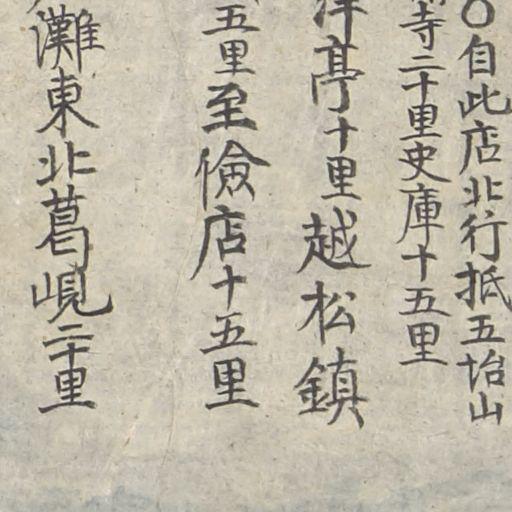 〇自此店北行抵五怡山
寺二十里史庫十五里
亭十里越松鎮
五里至儉店十五里
灘東北葛峴二十里